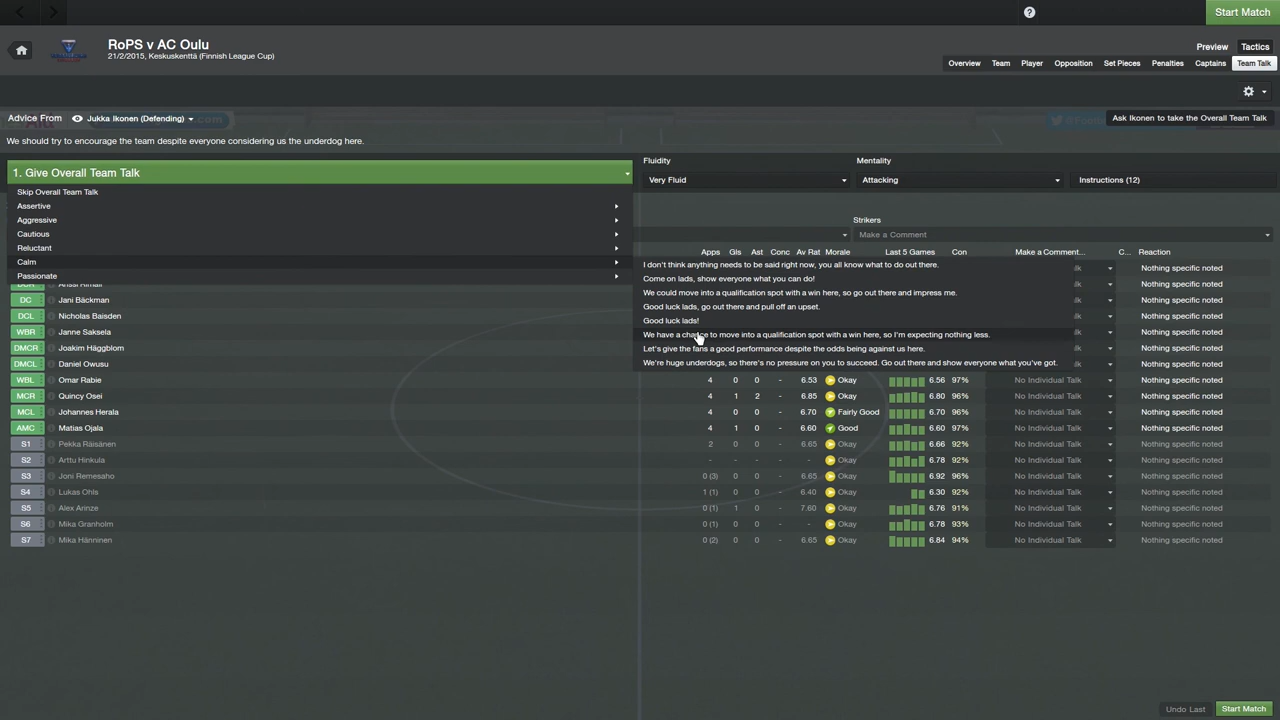 Start Match
RoPS v AC Oulu
21/2/2015, Keskuskenttä (Finnish League Cup)
Preview Tactics
Overview Team Player Opposition Set Pieces Penalties Captains Team Talk
Advice From Jukka Ikonen (Defending) .com
Ask Ikonen to take the Overall Team Talk
We should try to encourage the team despite everyone considering us the underdog here.
1. Give Overall Team Talk
Fluidity Mentality
Very Fluid Attacking Instructions (12)
Skip Overall Team Talk
Assertive
Aggressive
Cautious
Reluctant
Calm
Passionate
Strikers
Make a Comment
Apps Gls Ast Conc Av Rat Morale Last 5 Games Con Make a Comment... C... Reaction
I don't think anything needs to be said right now, you all know what to do out there.
Come on lads, show everyone what you can do!
We could move into a qualification spot with a win here, so go out there and impress me.
Good luck lads, go out there and pull off an upset.
Good luck lads!
We have a chance to move into a qualification spot with a win here, so I'm expecting nothing less.
Let's give the fans a good performance despite the odds being against us here.
We're huge underdogs, so there's no pressure on you to succeed. Go out there and show everyone what you've got.
Nothing specific noted
Nothing specific noted
DC Jani Bäckman Nothing specific noted
DCL Nicholas Baisden Nothing specific noted
WBR Janne Saksela Nothing specific noted
DMCR Joakim Häggblom Nothing specific noted
DMCL Daniel Owusu Nothing specific noted
WBL Omar Rabie 4 0 0 - 6.53 Okay 6.56 97% No Individual Talk Nothing specific noted
MCR Quincy Osei 4 1 2 - 6.85 Okay 6.80 96% No Individual Talk Nothing specific noted
MCL Johannes Herala 4 0 0 - 6.70 Fairly Good 6.70 96% No Individual Talk Nothing specific noted
AMC Matias Ojala 4 1 0 - 6.60 Good 6.60 97% No Individual Talk Nothing specific noted
S1 Pekka Räisänen 2 0 0 - 6.65 Okay 6.66 92% No Individual Talk Nothing specific noted
S2 Arttu Hinkula - - - - - Okay 6.78 92% No Individual Talk Nothing specific noted
S3 Joni Remesaho 0 (3) 0 0 - 6.65 Okay 6.92 96% No Individual Talk Nothing specific noted
S4 Lukas Ohls 1 (1) 0 0 - 6.40 Okay 6.30 92% No Individual Talk Nothing specific noted
S5 Alex Arinze 0 (1) 1 0 - 7.60 Okay 6.76 91% No Individual Talk Nothing specific noted
S6 Mika Granholm 0 (1) 0 0 - - Okay 6.78 93% No Individual Talk Nothing specific noted
S7 Mika Hänninen 0 (2) 0 0 - 6.65 Okay 6.84 94% No Individual Talk Nothing specific noted
Undo Last Start Match